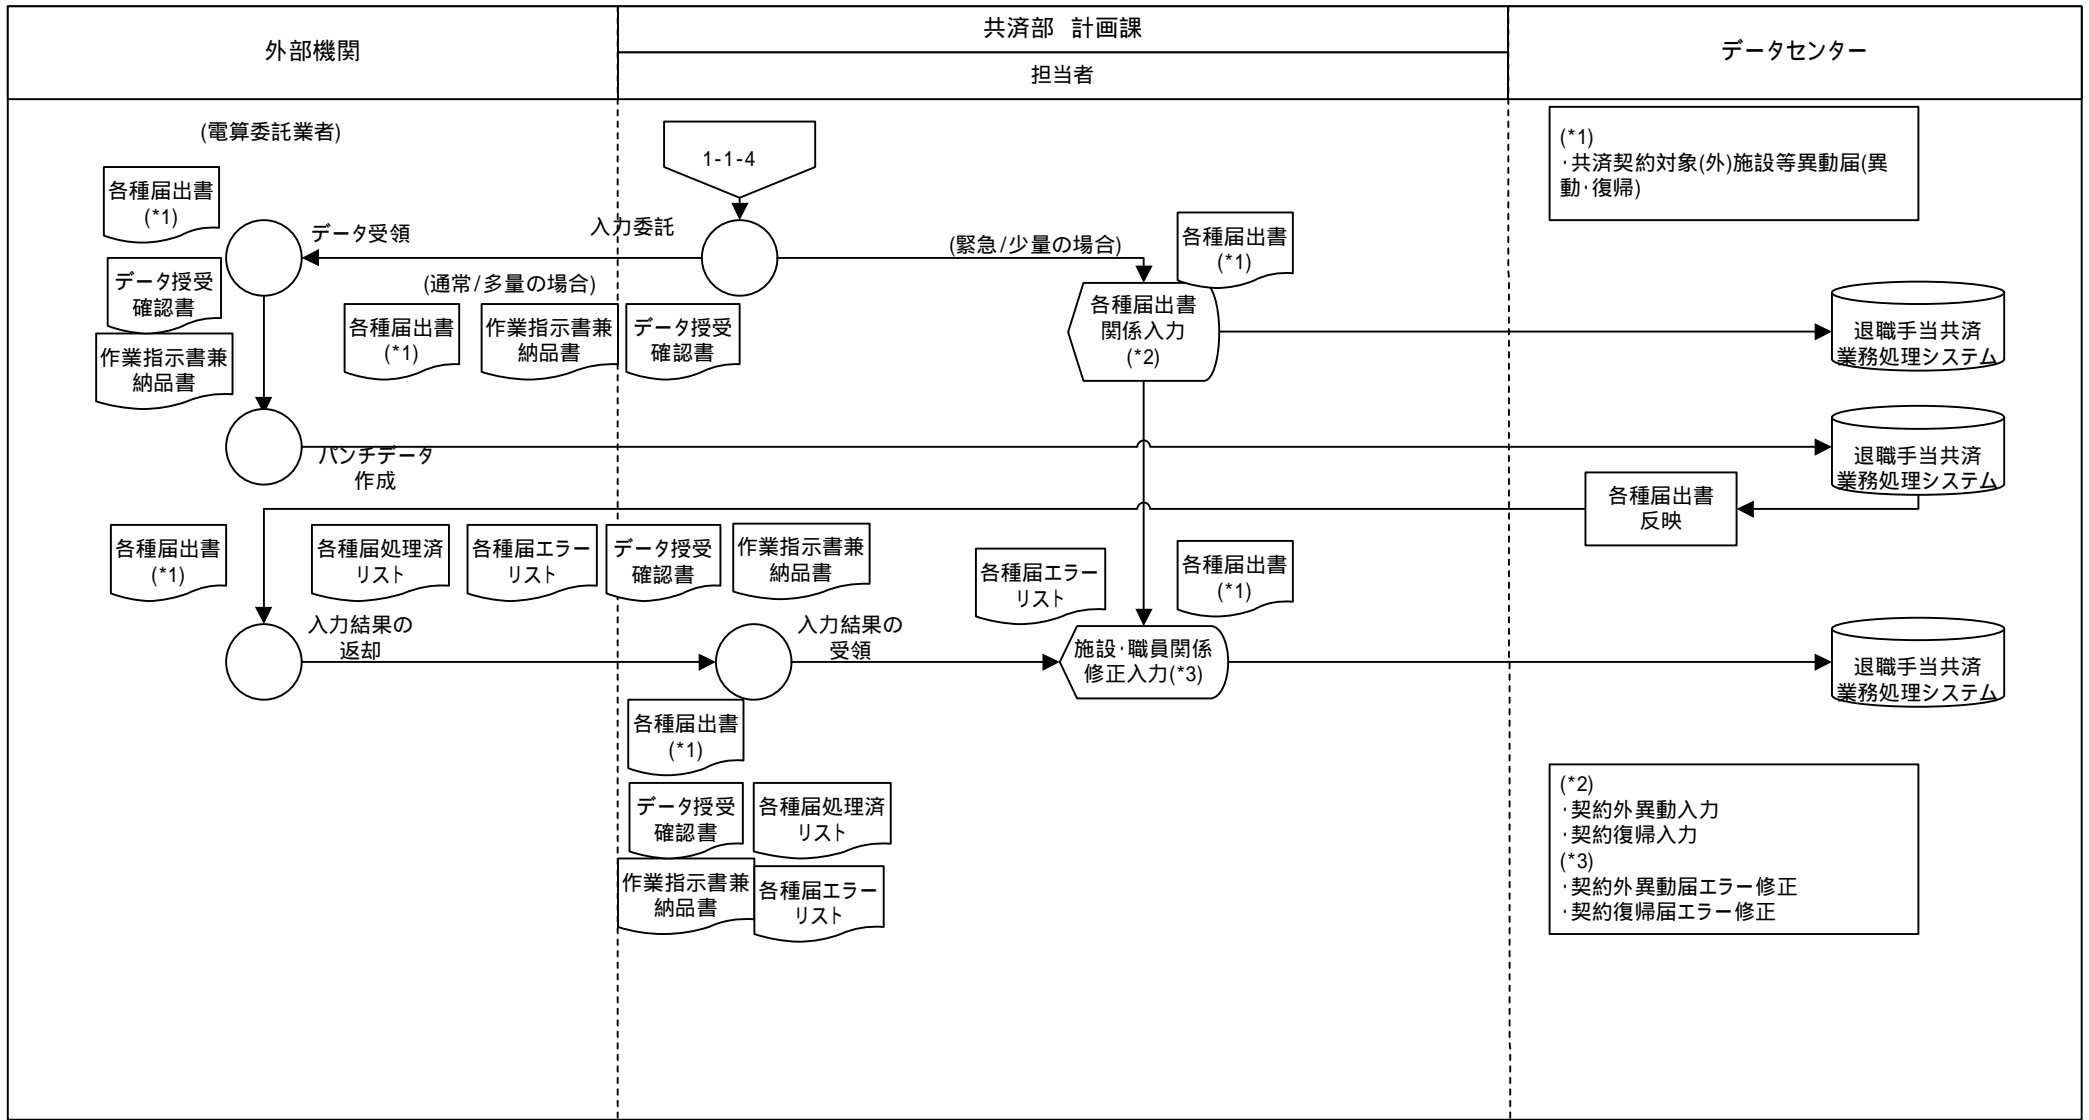 外部機関
共済部　計画課
担当者
データセンター
(電算委託業者)
1-1-4
(*1)
・共済契約対象(外)施設等異動届(異
動・復帰)
各種届出書
(*1)
データ受領
入力委託
(緊急/少量の場合)
各種届出書
(*1)
データ授受
確認書
(通常/多量の場合)
作業指示書兼
納品書
各種届出書
(*1)
作業指示書兼
納品書
データ授受
確認書
各種届出書
関係入力
(*2)
退職手当共済
業務処理システム
パンチデータ
作成
退職手当共済
業務処理システム
各種届出書
反映
各種届出書
(*1)
各種届処理済
リスト
各種届エラー
リスト
データ授受
確認書
作業指示書兼
納品書
各種届エラー
リスト
各種届出書
(*1)
入力結果の
返却
入力結果の
受領
施設・職員関係
修正入力(*3)
退職手当共済
業務処理システム
各種届出書
(*1)
データ授受
確認書
各種届処理済
リスト
作業指示書兼
納品書
各種届エラー
リスト
(*2)
・契約外異動入力
・契約復帰入力
(*3)
・契約外異動届エラー修正
・契約復帰届エラー修正